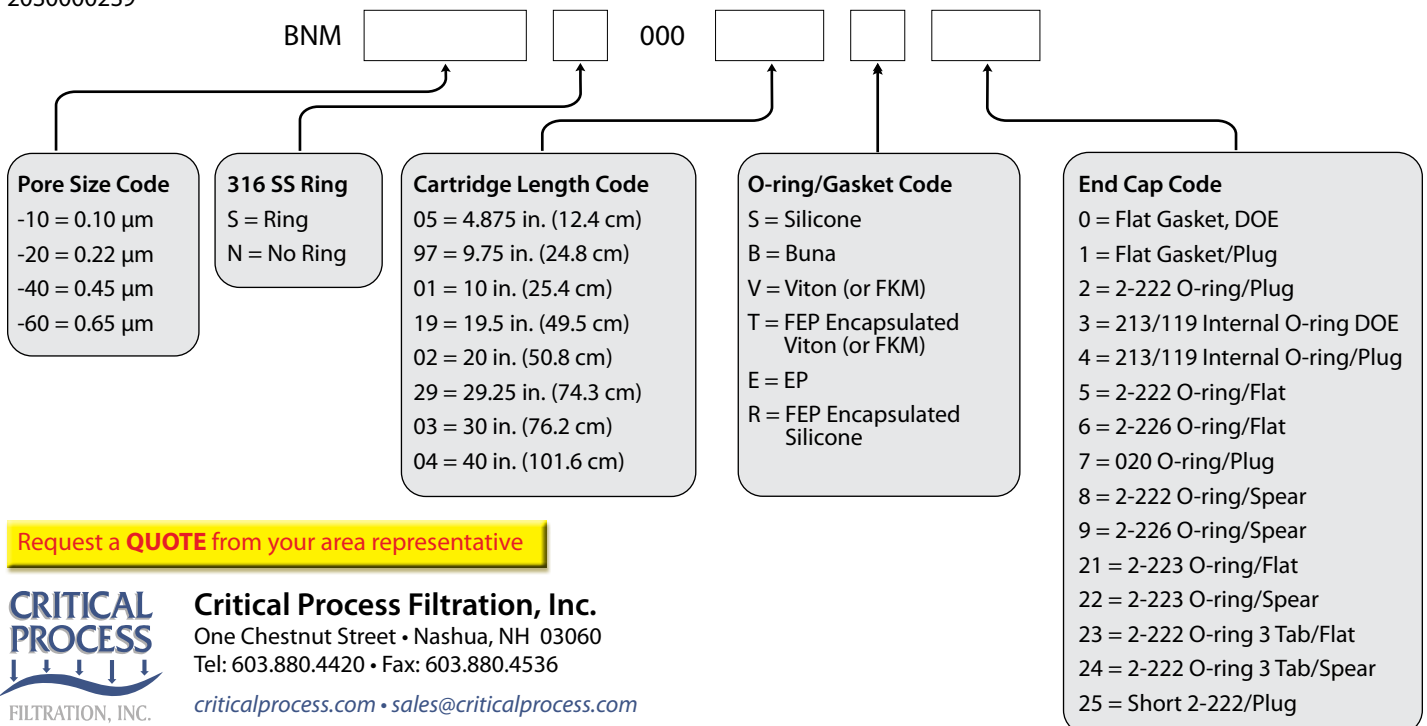 BNM 000
Pore Size Code
-10 = 0.10 µm
-20 = 0.22 µm
-40 = 0.45 µm
-60 = 0.65 µm
316 SS Ring
S = Ring
N = No Ring
Cartridge Length Code
05 = 4.875 in. (12.4 cm)
97 = 9.75 in. (24.8 cm)
01 = 10 in. (25.4 cm)
19 = 19.5 in. (49.5 cm)
02 = 20 in. (50.8 cm)
29 = 29.25 in. (74.3 cm)
03 = 30 in. (76.2 cm)
04 = 40 in. (101.6 cm)
O-ring/Gasket Code
S = Silicone
B = Buna
V = Viton (or FKM)
T = FEP Encapsulated
Viton (or FKM)
E = EP
R = FEP Encapsulated
Silicone
End Cap Code
0 = Flat Gasket, DOE
1 = Flat Gasket/Plug
2 = 2-222 O-ring/Plug
3 = 213/119 Internal O-ring DOE
4 = 213/119 Internal O-ring/Plug
5 = 2-222 O-ring/Flat
6 = 2-226 O-ring/Flat
7 = 020 O-ring/Plug
8 = 2-222 O-ring/Spear
9 = 2-226 O-ring/Spear
21 = 2-223 O-ring/Flat
22 = 2-223 O-ring/Spear
23 = 2-222 O-ring 3 Tab/Flat
24 = 2-222 O-ring 3 Tab/Spear
25 = Short 2-222/Plug
Request a QUOTE from your area representative
CRITICAL
PROCESS
FILTRATION, INC.
Critical Process Filtration, Inc.
One Chestnut Street • Nashua, NH 03060
Tel: 603.880.4420 • Fax: 603.880.4536
criticalprocess.com • sales@criticalprocess.com